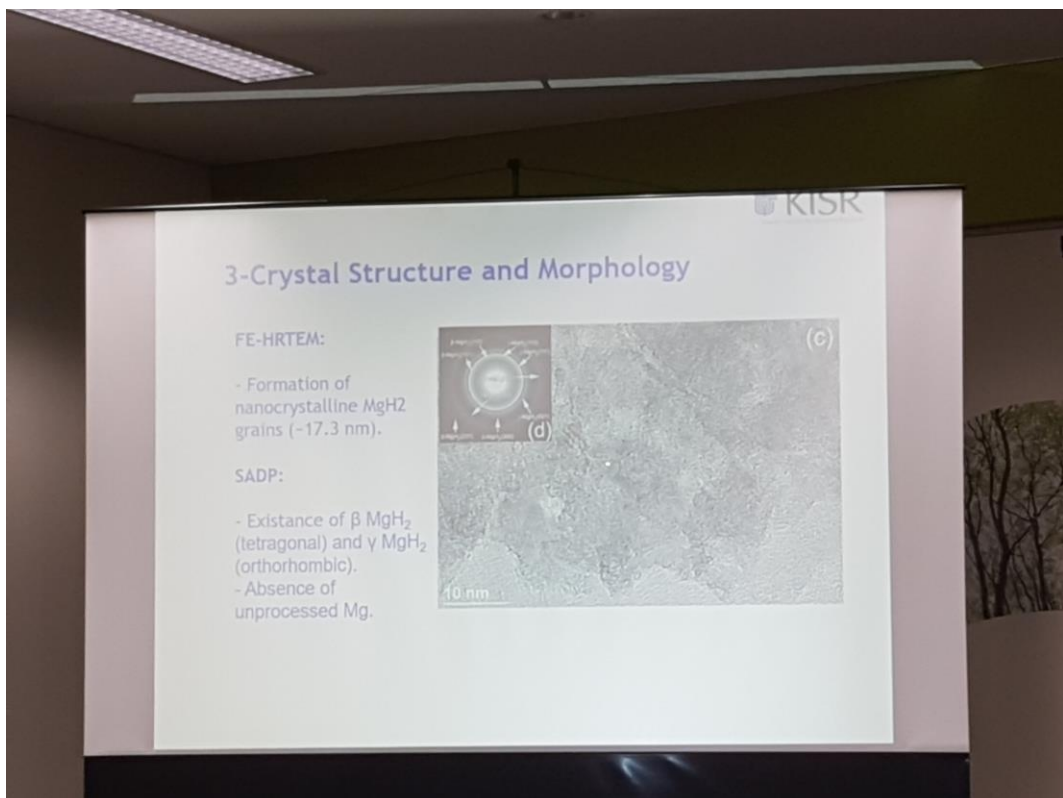 KISR
3-Crystal Structure and Morphology
FE-HRTEM:
- Formation of
nanocrystalline MgH2
grains (~17.3 nm).
SADP:
- Existance of β MgH₂
(tetragonal) and γ MgH₂
(orthorhombic).
- Absence of
unprocessed Mg.
(c)
(d)
10 nm